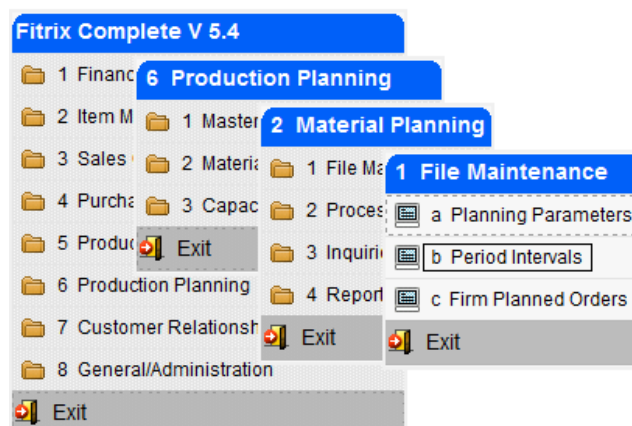 Fitrix Complete V 5.4
1 Financ
2 Item M
3 Sales
4 Purcha
5 Produc
6 Production Planning
7 Customer Relationsh
8 General/Administration
Exit
6 Production Planning
1 Master
2 Materia
3 Capac
Exit
2 Material Planning
1 File Ma
2 Proces
3 Inquiri
4 Report
Exit
1 File Maintenance
a Planning Parameters
b Period Intervals
c Firm Planned Orders
Exit